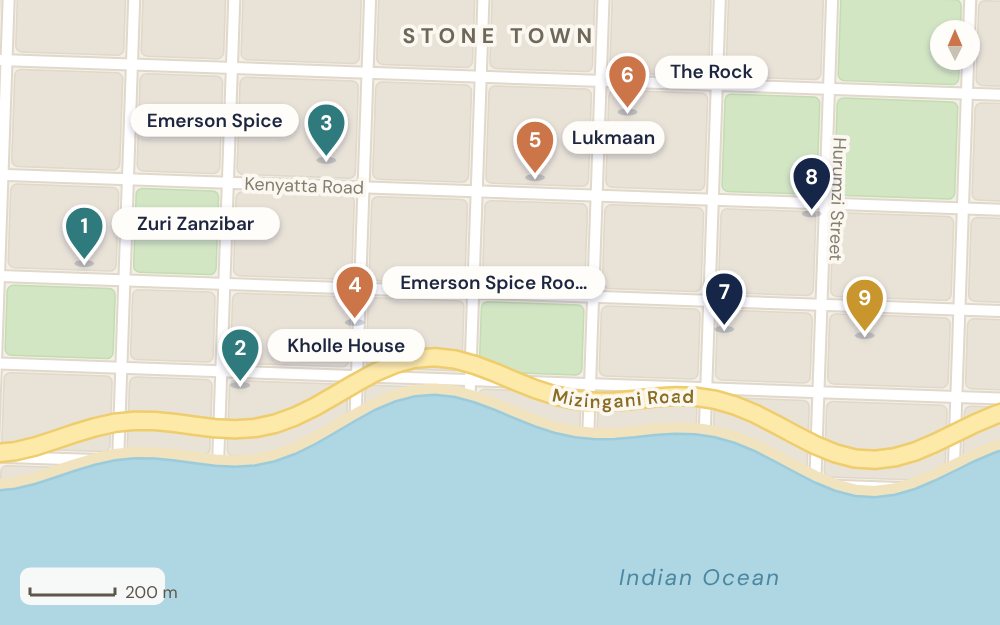 STONE TOWN
6 The Rock
Emerson Spice 3
5 Lukmaan
Hurumzi Street
8
Kenyatta Road
1 Zuri Zanzibar
4 Emerson Spice Roo...
7
9
2 Kholle House
Mizingani Road
Indian Ocean
200 m